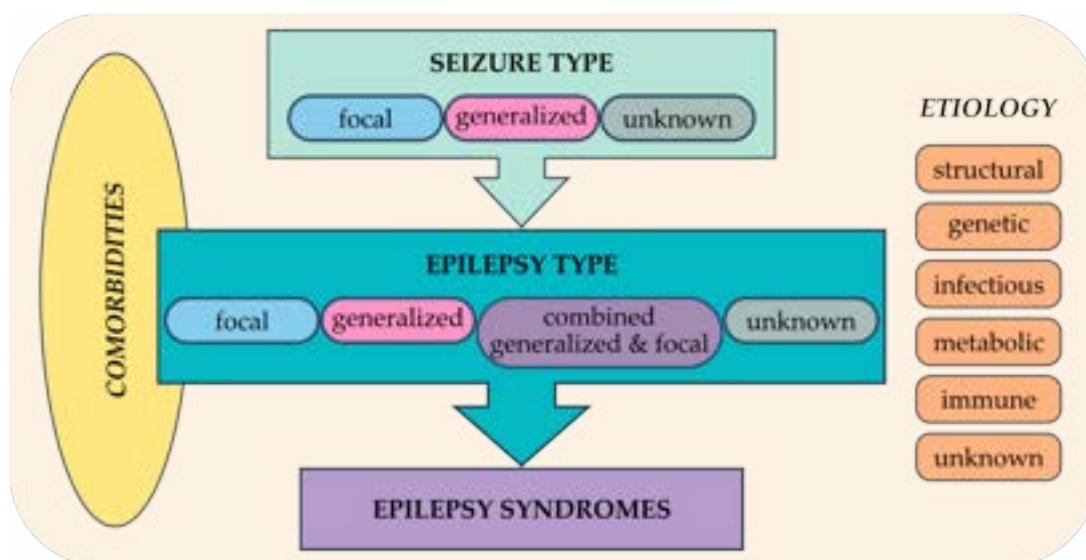 SEIZURE TYPE
focal
generalized
unknown
EPILEPSY TYPE
focal
generalized
combined
generalized & focal
unknown
EPILEPSY SYNDROMES
COMORBIDITIES
ETIOLOGY
structural
genetic
infectious
metabolic
immune
unknown